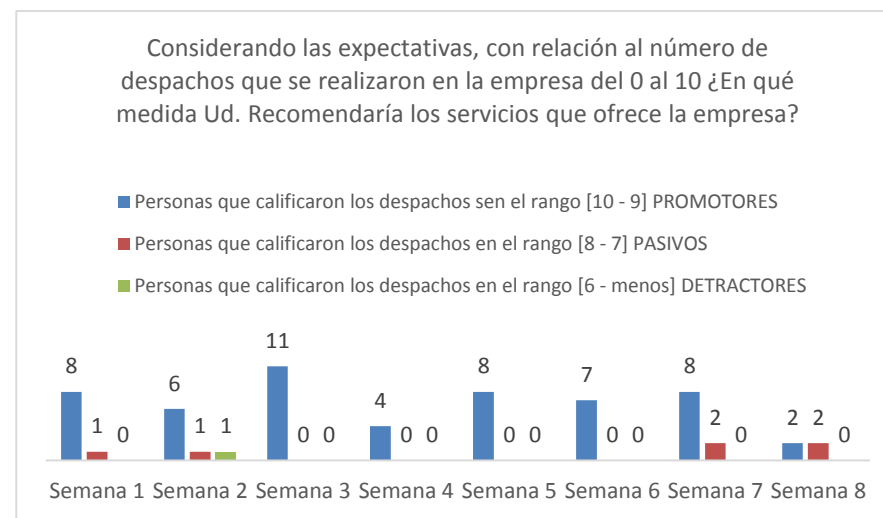 Considerando las expectativas, con relación al número de
despachos que se realizaron en la empresa del 0 al 10 ¿En qué
medida Ud. Recomendaría los servicios que ofrece la empresa?
Personas que calificaron los despachos sen el rango [10 - 9] PROMOTORES
Personas que calificaron los despachos en el rango [8 - 7] PASIVOS
Personas que calificaron los despachos en el rango [6 - menos] DETRACTORES
8 1 0 6 1 1 11 0 0 4 0 0 8 0 0 7 0 0 8 2 0 2 2 0
Semana 1 Semana 2 Semana 3 Semana 4 Semana 5 Semana 6 Semana 7 Semana 8